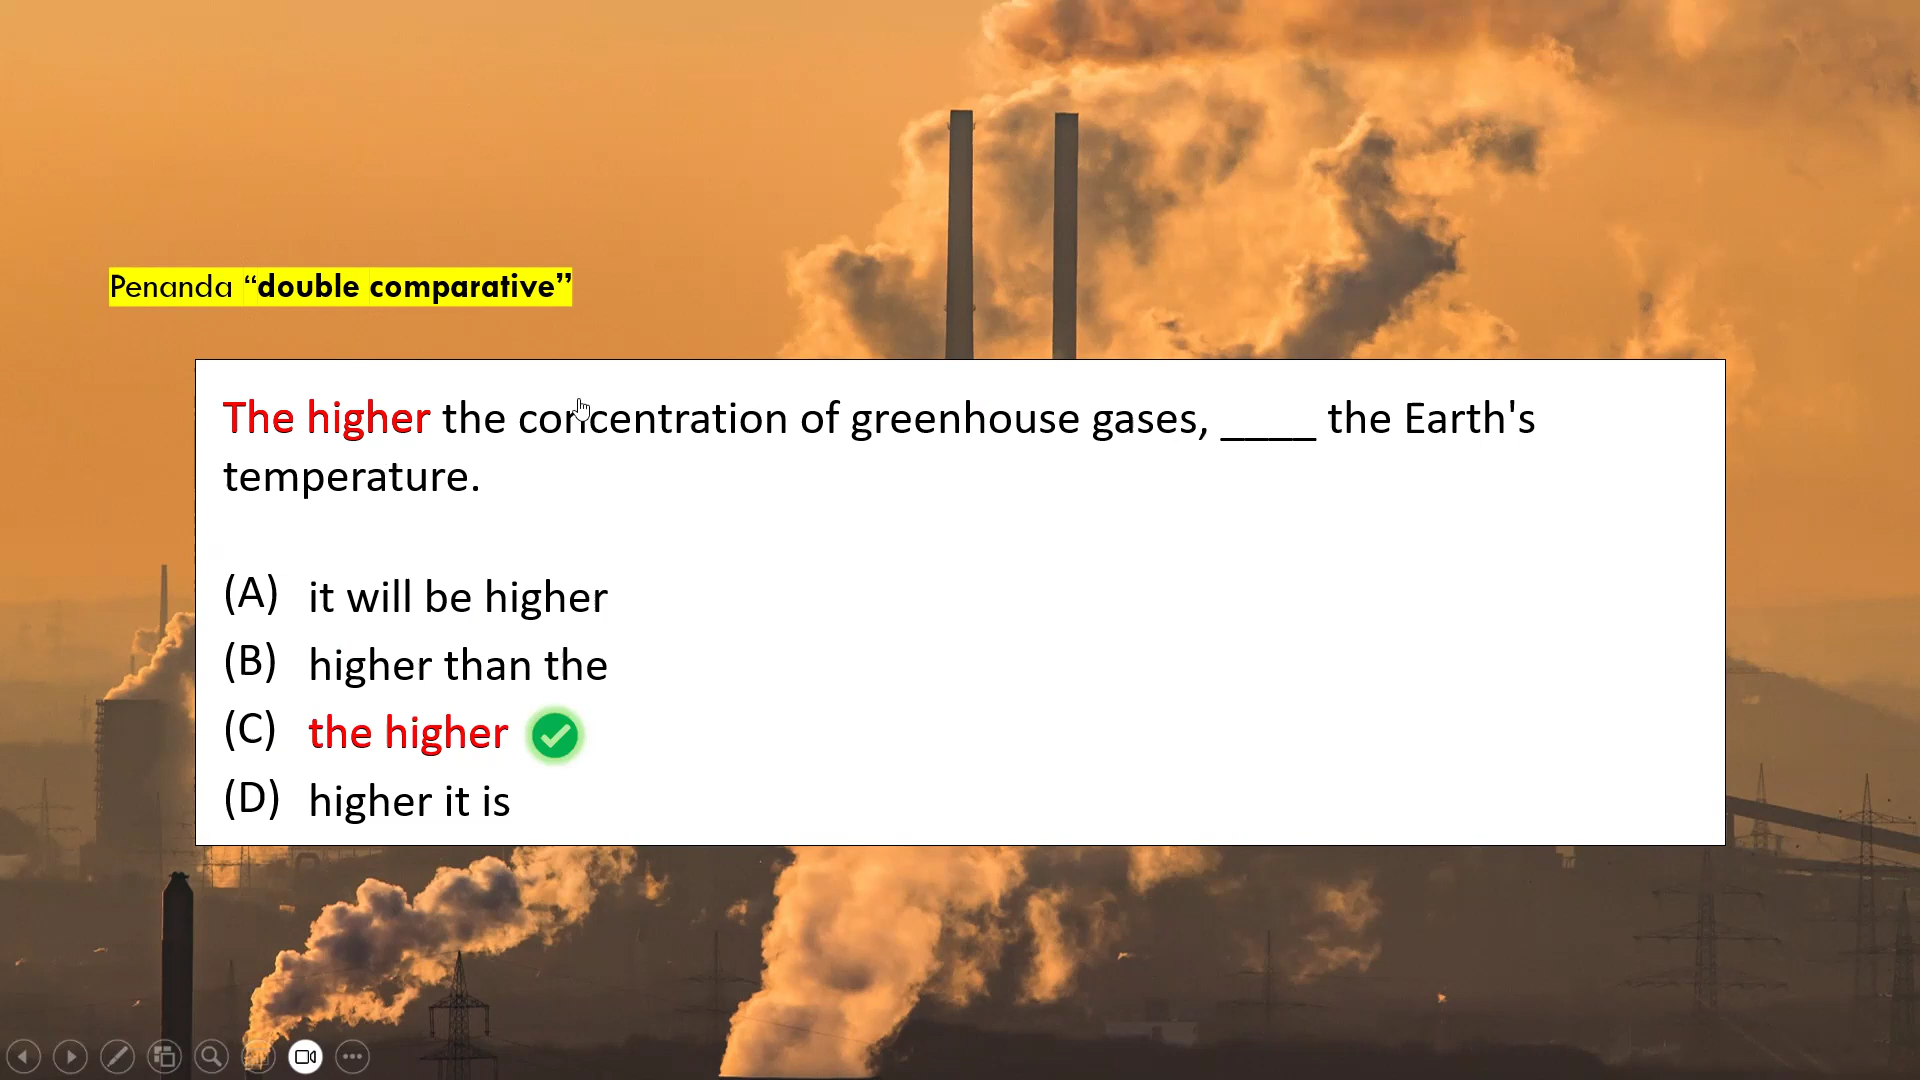 Penanda “double comparative”
The higher the concentration of greenhouse gases, ____ the Earth's
temperature.
(A) it will be higher
(B) higher than the
(C) the higher
(D) higher it is